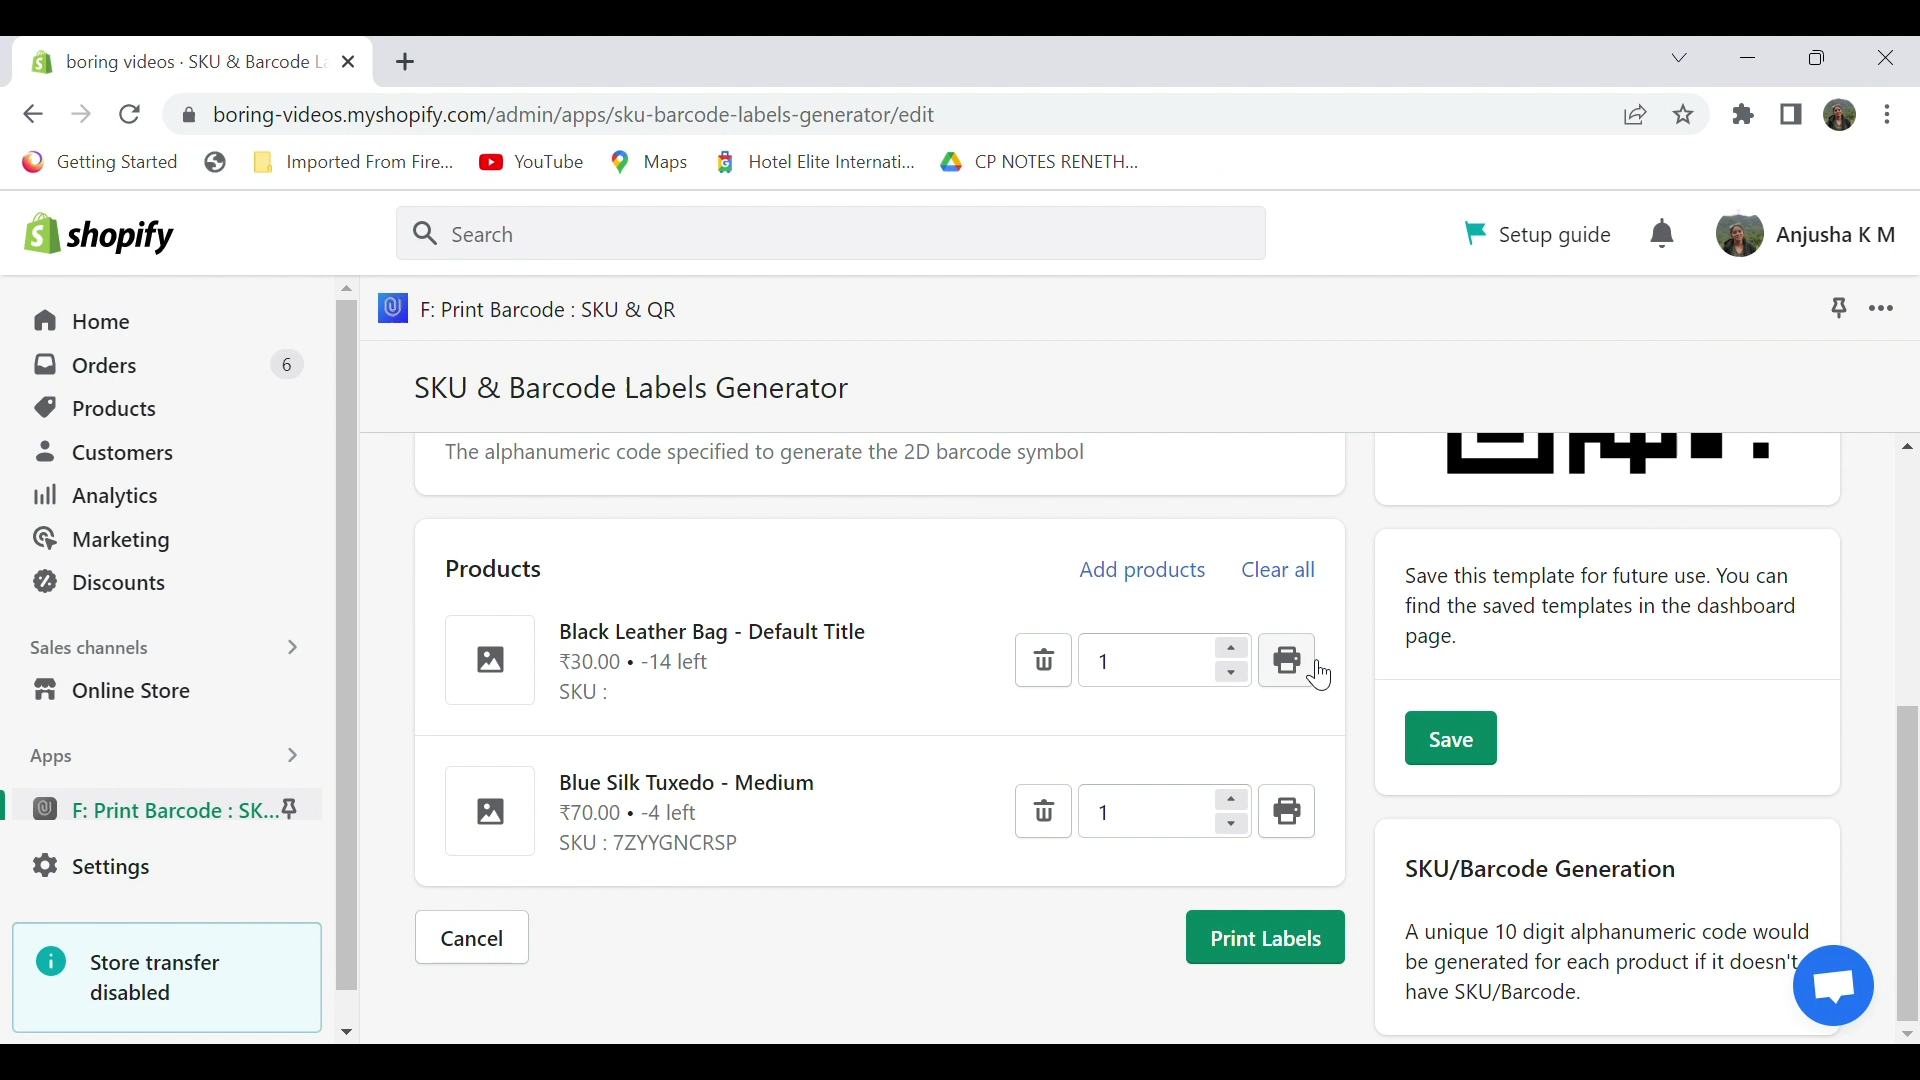 boring videos · SKU & Barcode La
boring-videos.myshopify.com/admin/apps/sku-barcode-labels-generator/edit
Getting Started
Imported From Fire...
YouTube
Maps
Hotel Elite Internati...
CP NOTES RENETH...
shopify
Search
Setup guide
Anjusha K M
Home
Orders
6
Products
Customers
Analytics
Marketing
Discounts
Sales channels
Online Store
Apps
F: Print Barcode : SK...
Settings
Store transfer
disabled
F: Print Barcode : SKU & QR
SKU & Barcode Labels Generator
The alphanumeric code specified to generate the 2D barcode symbol
Products
Add products
Clear all
Black Leather Bag - Default Title
₹30.00 • -14 left
SKU :
1
Blue Silk Tuxedo - Medium
₹70.00 • -4 left
SKU : 7ZYYGNCRSP
1
Cancel
Print Labels
Save this template for future use. You can
find the saved templates in the dashboard
page.
Save
SKU/Barcode Generation
A unique 10 digit alphanumeric code would
be generated for each product if it doesn't
have SKU/Barcode.